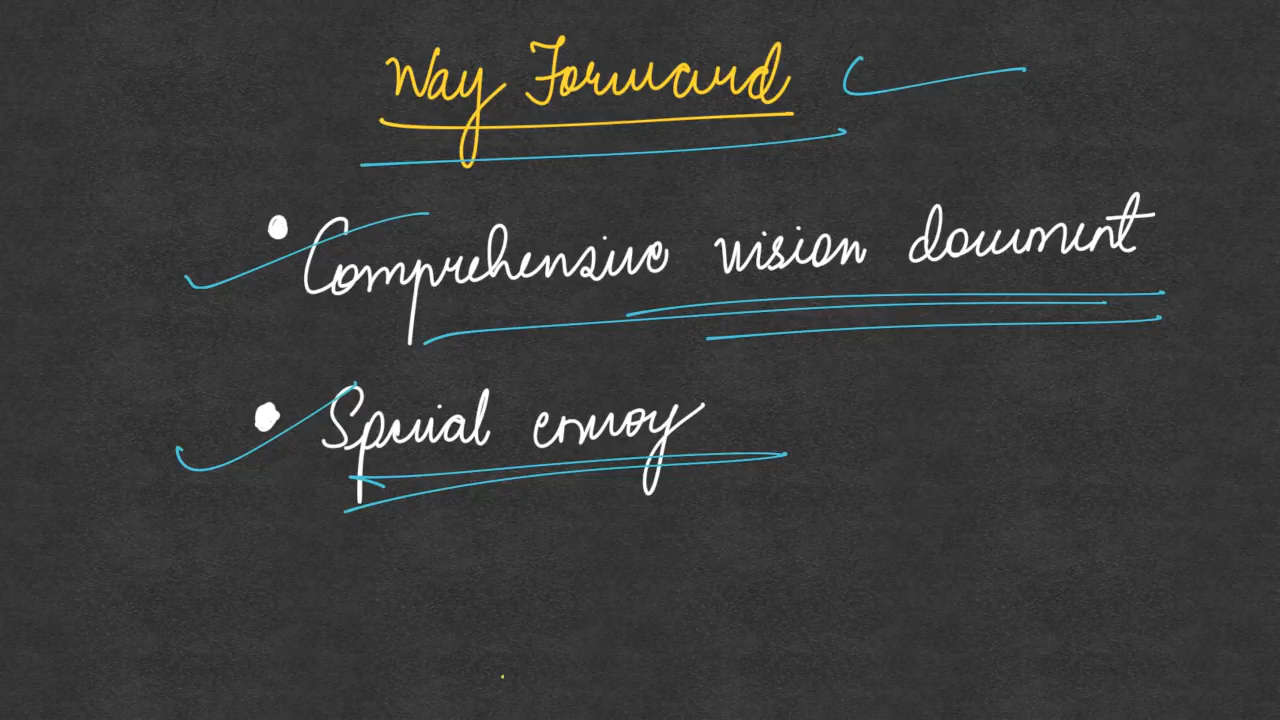 Way Forward
• Comprehensive vision document
• Special envoy